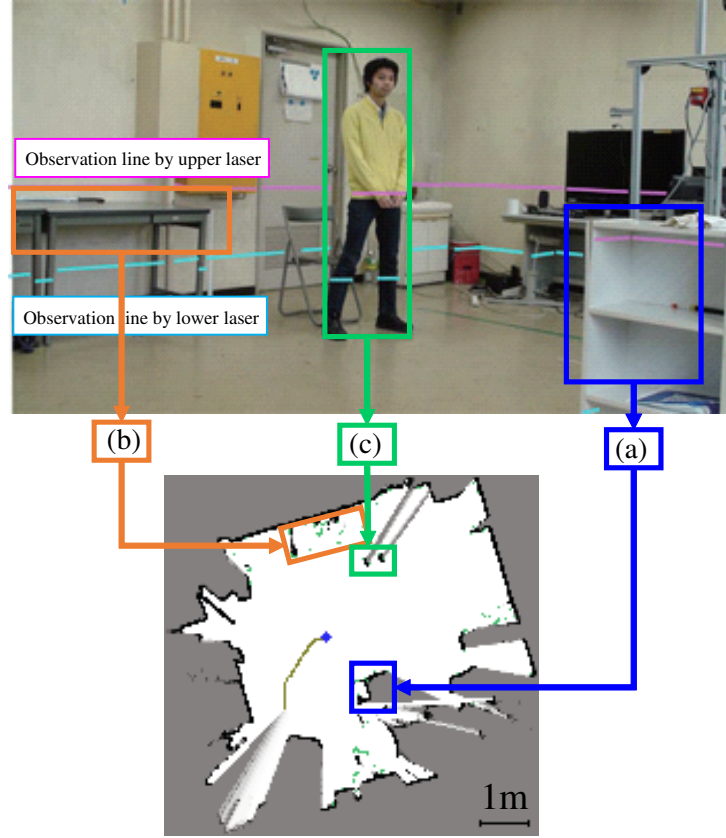 Observation line by upper laser
Observation line by lower laser
(b)
(c)
(a)
1m